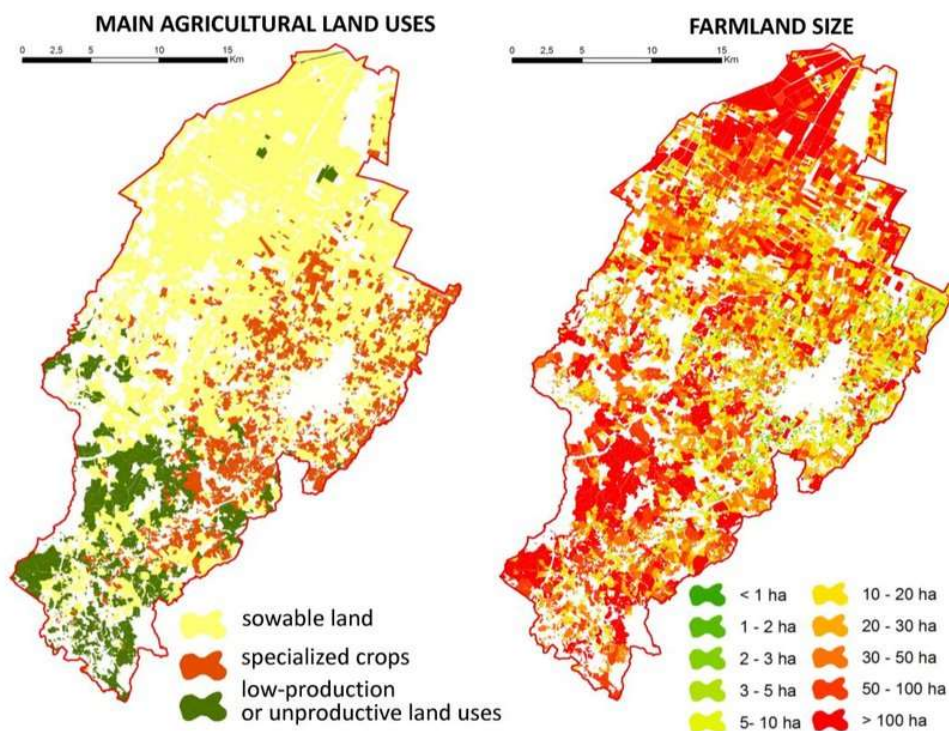 MAIN AGRICULTURAL LAND USES
0 2,5 5 10 15
Km
sowable land
specialized crops
low-production
or unproductive land uses
FARMLAND SIZE
0 2,5 5 10 15
Km
< 1 ha
1 - 2 ha
2 - 3 ha
3 - 5 ha
5- 10 ha
10 - 20 ha
20 - 30 ha
30 - 50 ha
50 - 100 ha
> 100 ha